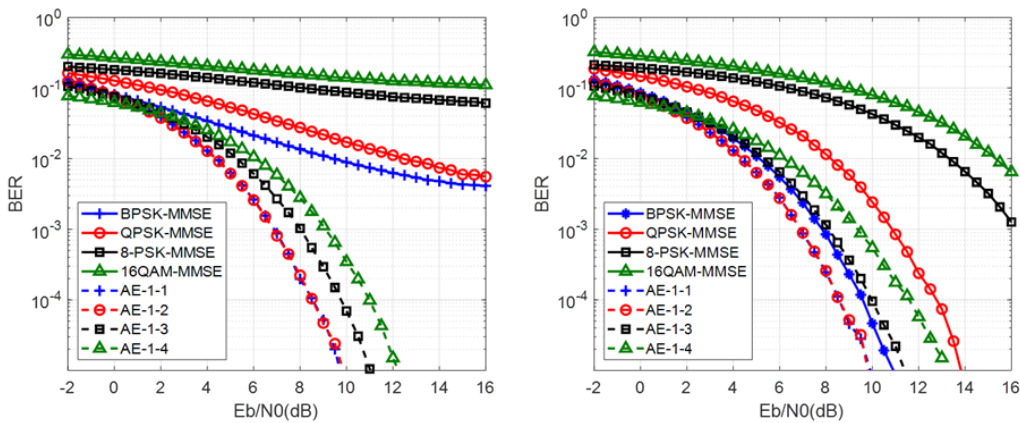 10^0
10^-1
10^-2
10^-3
10^-4
BER
BPSK-MMSE
QPSK-MMSE
8-PSK-MMSE
16QAM-MMSE
AE-1-1
AE-1-2
AE-1-3
AE-1-4
-2 0 2 4 6 8 10 12 14 16
Eb/N0(dB)
10^0
10^-1
10^-2
10^-3
10^-4
BER
BPSK-MMSE
QPSK-MMSE
8-PSK-MMSE
16QAM-MMSE
AE-1-1
AE-1-2
AE-1-3
AE-1-4
-2 0 2 4 6 8 10 12 14 16
Eb/N0(dB)